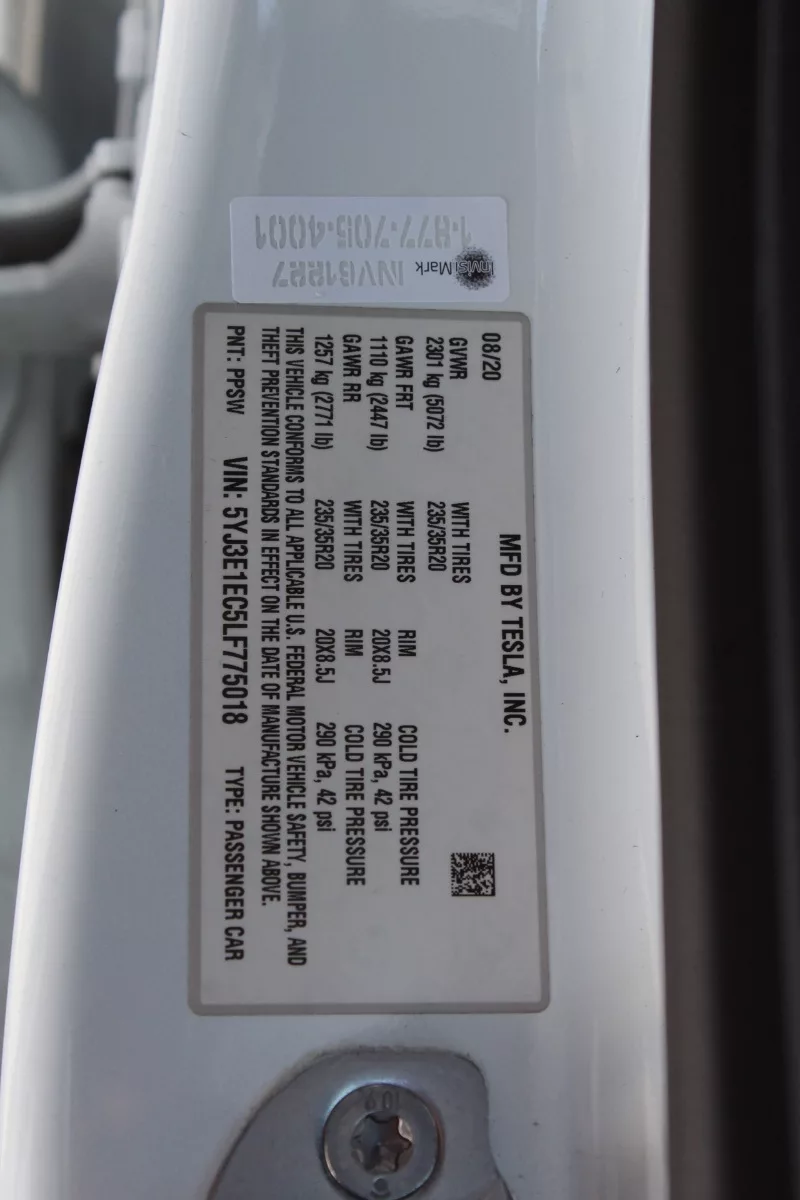 1-877-705-4001
INV61227
InvisiMark
08/20
MFD BY TESLA, INC.
GVWR
2301 kg (5072 lb)
WITH TIRES
235/35R20
GAWR FRT
WITH TIRES
RIM
COLD TIRE PRESSURE
1110 kg (2447 lb)
235/35R20
20X8.5J
290 kPa, 42 psi
GAWR RR
WITH TIRES
RIM
COLD TIRE PRESSURE
1257 kg (2771 lb)
235/35R20
20X8.5J
290 kPa, 42 psi
THIS VEHICLE CONFORMS TO ALL APPLICABLE U.S. FEDERAL MOTOR VEHICLE SAFETY, BUMPER, AND
THEFT PREVENTION STANDARDS IN EFFECT ON THE DATE OF MANUFACTURE SHOWN ABOVE.
PNT: PPSW VIN: 5YJ3E1EC5LF775018 TYPE: PASSENGER CAR